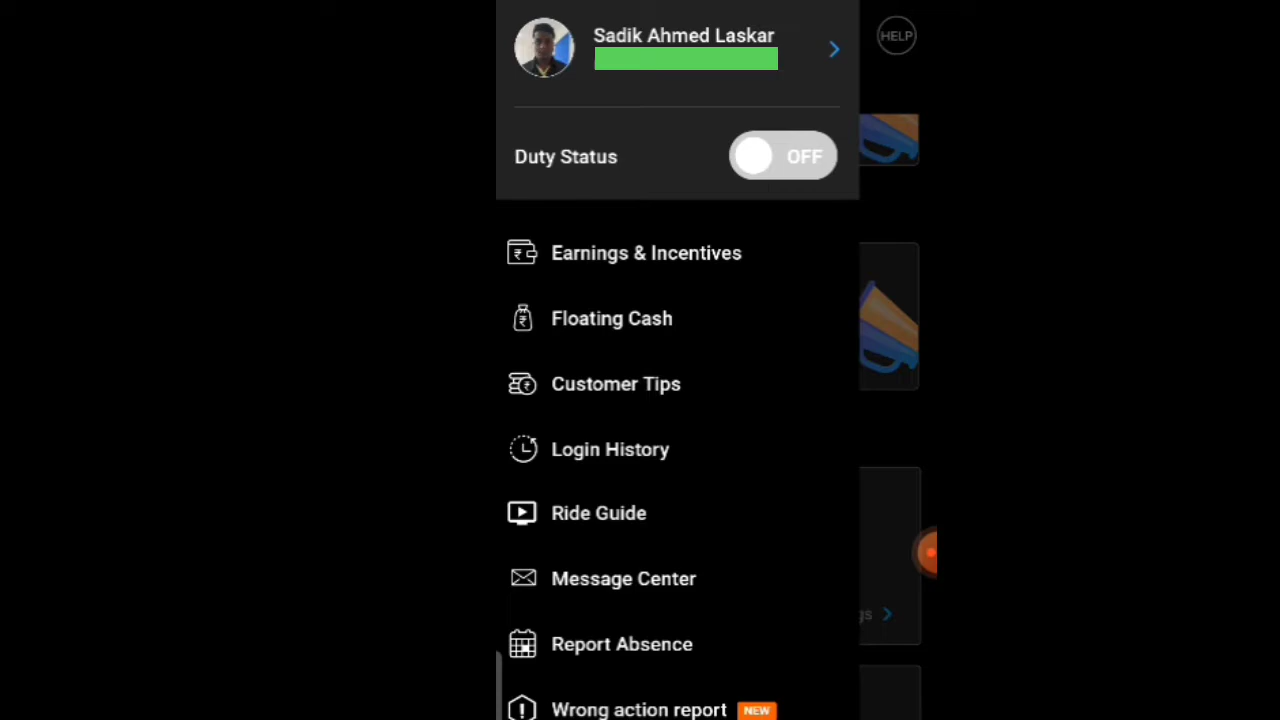 Sadik Ahmed Laskar
HELP
Duty Status
OFF
Earnings & Incentives
Floating Cash
Customer Tips
Login History
Ride Guide
Message Center
gs
Report Absence
Wrong action report NEW